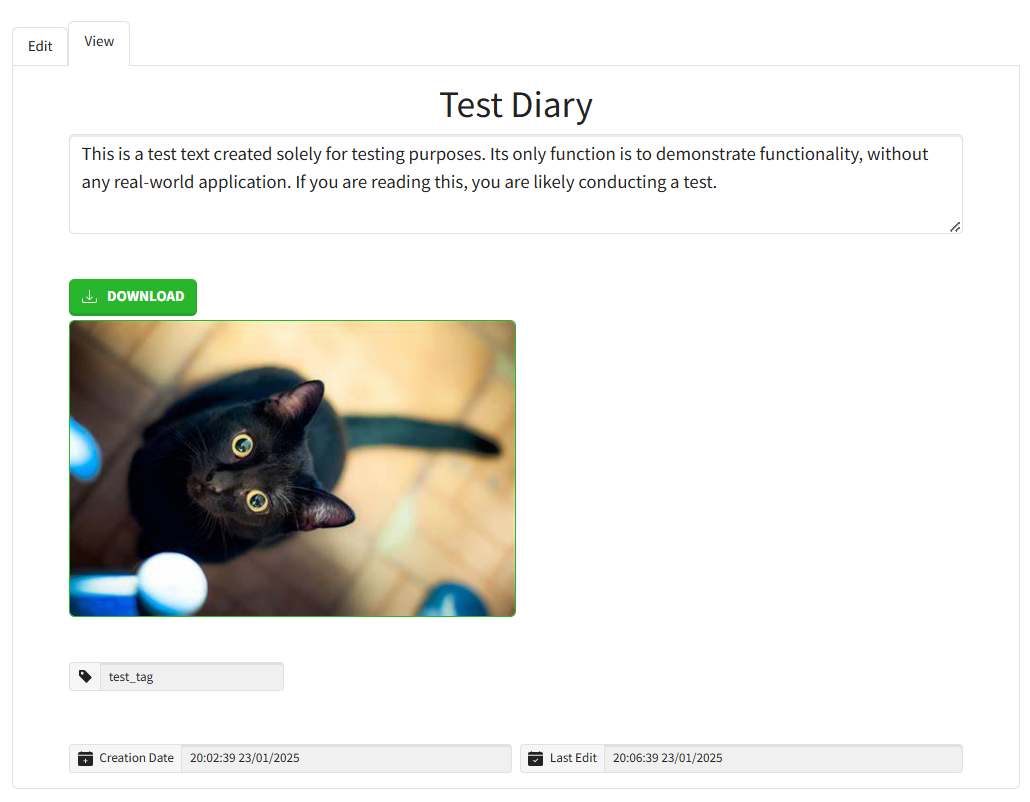 Edit
View
Test Diary
This is a test text created solely for testing purposes. Its only function is to demonstrate functionality, without
any real-world application. If you are reading this, you are likely conducting a test.
DOWNLOAD
test_tag
Creation Date 20:02:39 23/01/2025 Last Edit 20:06:39 23/01/2025